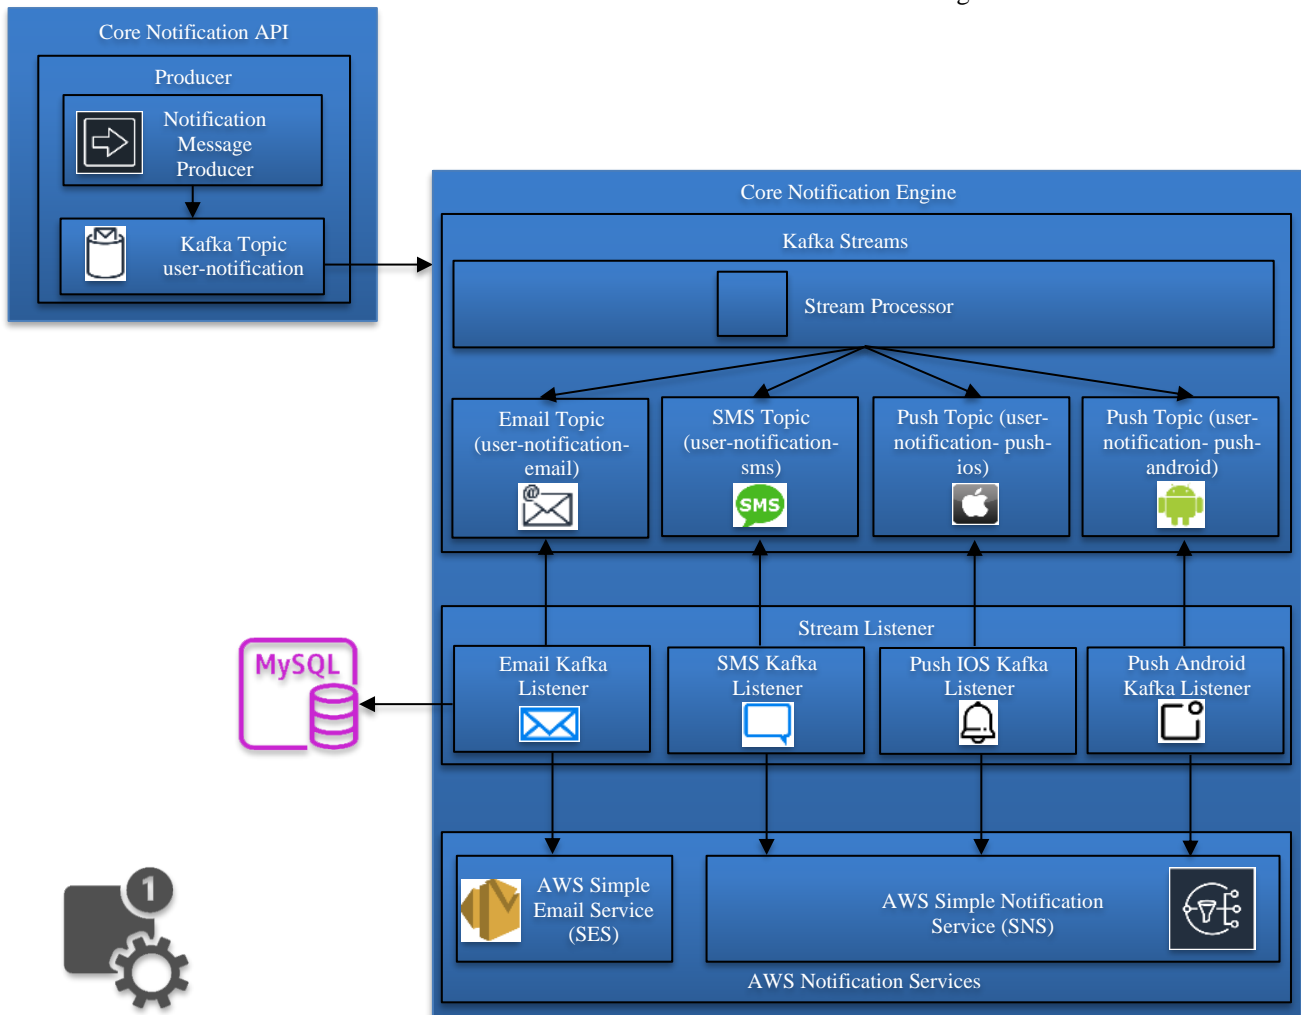 Core Notification API
Producer
Notification
Message
Producer
Kafka Topic
user-notification
Core Notification Engine
Kafka Streams
Stream Processor
Email Topic
(user-notification-
email)
SMS Topic
(user-notification-
sms)
SMS
Push Topic (user-
notification- push-
ios)
Push Topic (user-
notification- push-
android)
Stream Listener
Email Kafka
Listener
SMS Kafka
Listener
Push IOS Kafka
Listener
Push Android
Kafka Listener
MySQL
AWS Simple
Email Service
(SES)
AWS Simple Notification
Service (SNS)
AWS Notification Services
1